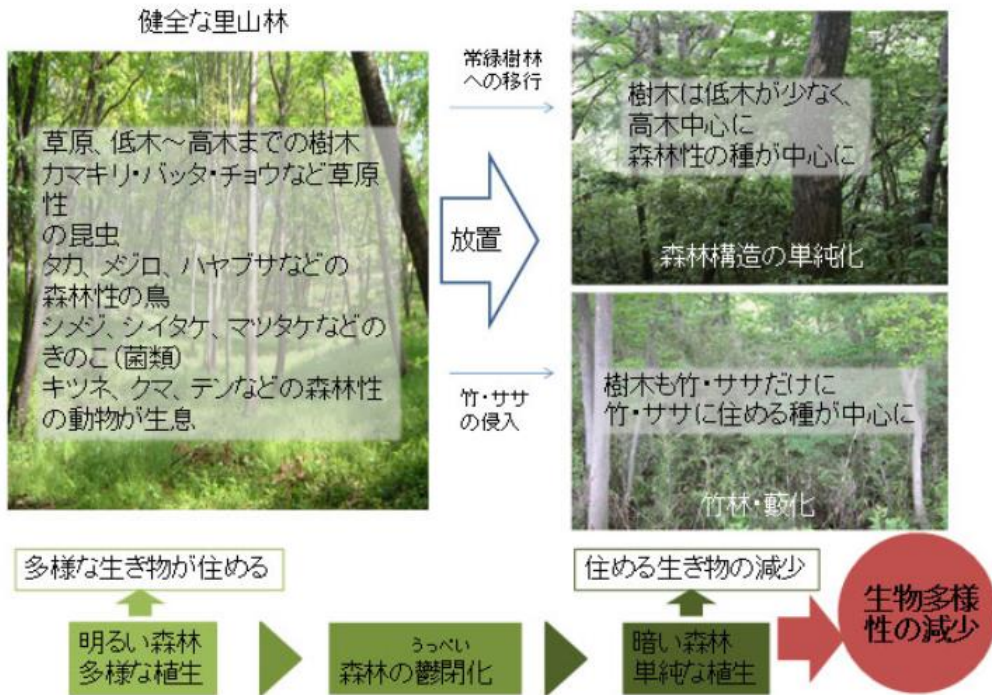 健全な里山林
草原、低木～高木までの樹木
カマキリ・バッタ・チョウなど草原
性
の昆虫
タカ、メジロ、ハヤブサなどの
森林性の鳥
シメジ、シイタケ、マツタケなどの
きのこ（菌類）
キツネ、クマ、テンなどの森林性
の動物が生息
常緑樹林
への移行
放置
竹・ササ
の侵入
樹木は低木が少なく、
高木中心に
森林性の種が中心に
森林構造の単純化
樹木も竹・ササだけに
竹・ササに住める種が中心に
竹林・藪化
多様な生き物が住める
明るい森林
多様な植生
うっぺい
森林の鬱閉化
住める生き物の減少
暗い森林
単純な植生
生物多様
性の減少